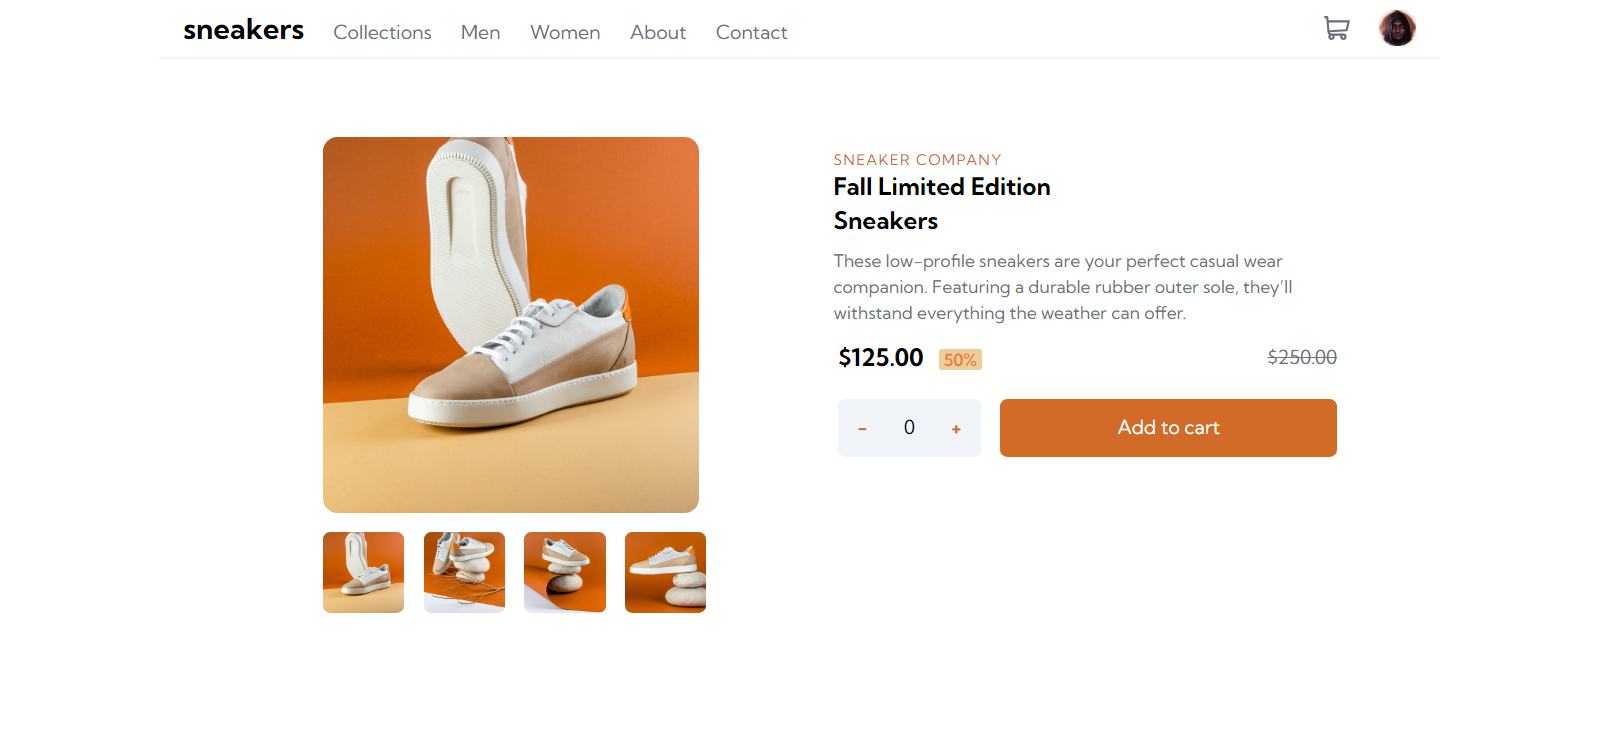 sneakers Collections Men Women About Contact
SNEAKER COMPANY
Fall Limited Edition
Sneakers
These low-profile sneakers are your perfect casual wear
companion. Featuring a durable rubber outer sole, they’ll
withstand everything the weather can offer.
$125.00 50% $250.00
- 0 + Add to cart